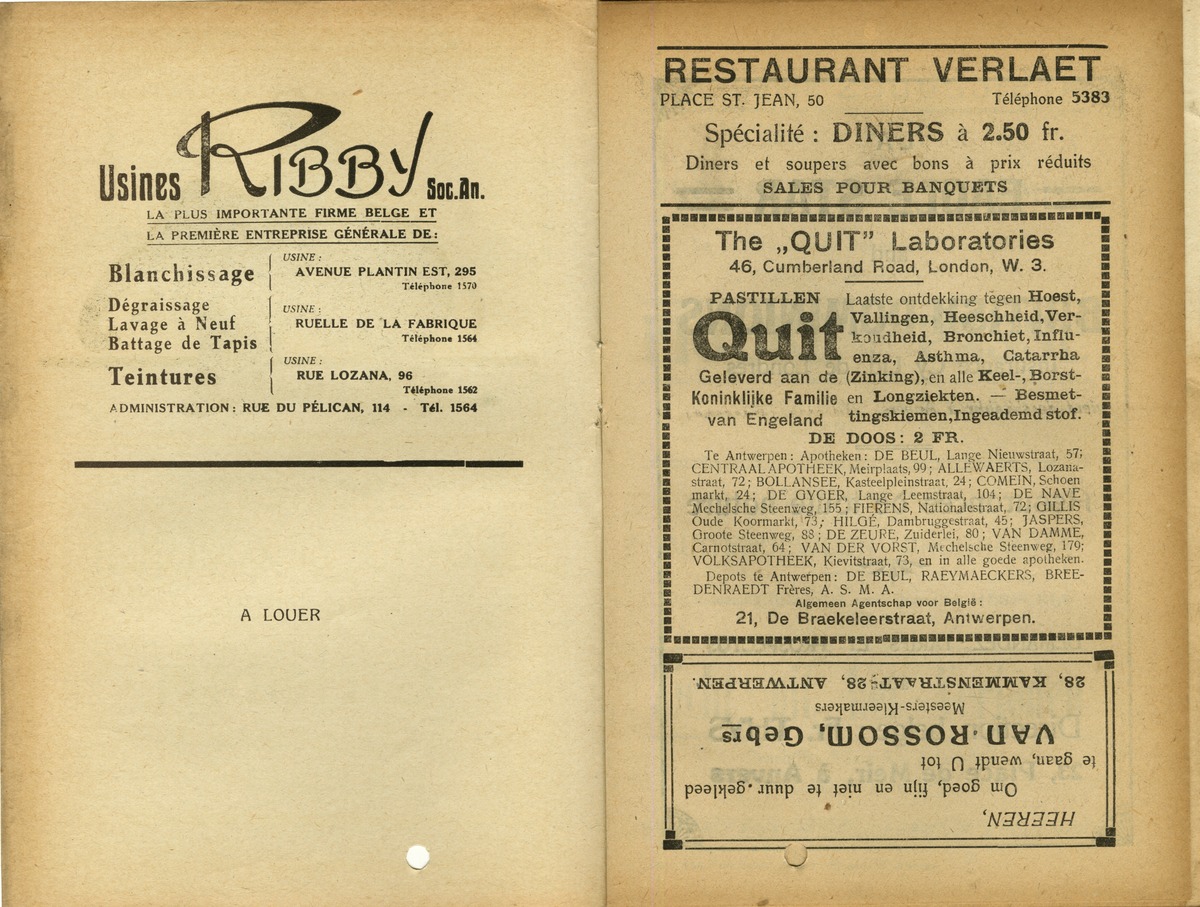 Usines RIBBY Soc.An.
LA PLUS IMPORTANTE FIRME BELGE ET
LA PREMIÈRE ENTREPRISE GÉNÉRALE DE:
Blanchissage
USINE :
AVENUE PLANTIN EST, 295
Téléphone 1570
Dégraissage
Lavage à Neuf
Battage de Tapis
USINE :
RUELLE DE LA FABRIQUE
Téléphone 1564
Teintures
USINE :
RUE LOZANA, 96
Téléphone 1562
ADMINISTRATION : RUE DU PÉLICAN, 114 - Tél. 1564
A LOUER
RESTAURANT VERLAET
PLACE ST. JEAN, 50 Téléphone 5383
Spécialité : DINERS à 2.50 fr.
Diners et soupers avec bons à prix réduits
SALES POUR BANQUETS
The „QUIT” Laboratories
46, Cumberland Road, London, W. 3.
PASTILLEN
Quit
Geleverd aan de
Koninklijke Familie
van Engeland
Laatste ontdekking tegen Hoest,
Vallingen, Heeschheid, Ver-
koudheid, Bronchiet, Influ-
enza, Asthma, Catarrha
(Zinking), en alle Keel-, Borst-
en Longziekten. — Besmet-
tingskiemen, Ingeademd stof.
DE DOOS : 2 FR.
Te Antwerpen : Apotheken : DE BEUL, Lange Nieuwstraat, 57;
CENTRAAL APOTHEEK, Meirplaats, 99 ; ALLEWAERTS, Lozana-
straat, 72 ; BOLLANSEE, Kasteelpleinstraat, 24 ; COMEIN, Schoen
markt, 24; DE GYGER, Lange Leemstraat, 104; DE NAVE
Mechelsche Steenweg, 155 ; FIERENS, Nationalestraat, 72; GILLIS
Oude Koormarkt, 73; HILGÉ, Dambruggestraat, 45; JASPERS,
Groote Steenweg, 88 ; DE ZEURE, Zuiderlei, 80 ; VAN DAMME,
Carnotstraat, 64 ; VAN DER VORST, Mechelsche Steenweg, 179;
VOLKSAPOTHEEK, Kievitstraat, 73, en in alle goede apotheken.
Depots te Antwerpen : DE BEUL, RAEYMAECKERS, BREE-
DENRAEDT Frères, A. S. M. A.
Algemeen Agentschap voor België :
21, De Braekeleerstraat, Antwerpen.
HEEREN,
Om goed, fijn en niet te duur gekleed
te gaan, wendt U tot
VAN ROSSOM, Gebrs
Meesters-Kleermakers
28, KAMMENSTRAAT, 28, ANTWERPEN.